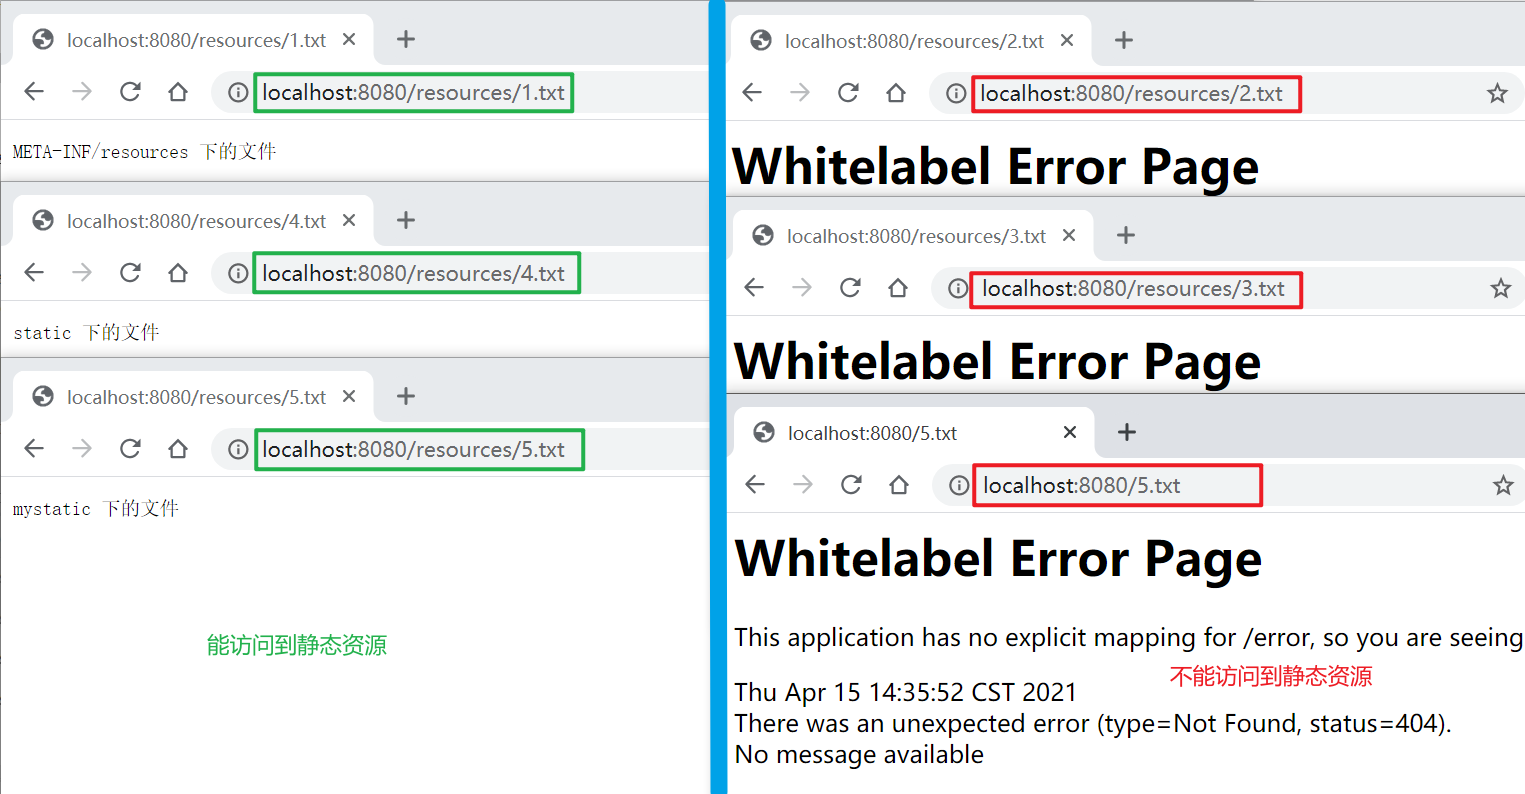 localhost:8080/resources/1.txt
localhost:8080/resources/1.txt
META-INF/resources 下的文件
localhost:8080/resources/4.txt
localhost:8080/resources/4.txt
static 下的文件
localhost:8080/resources/5.txt
localhost:8080/resources/5.txt
mystatic 下的文件
能访问到静态资源
localhost:8080/resources/2.txt
localhost:8080/resources/2.txt
Whitelabel Error Page
localhost:8080/resources/3.txt
localhost:8080/resources/3.txt
Whitelabel Error Page
localhost:8080/5.txt
localhost:8080/5.txt
Whitelabel Error Page
This application has no explicit mapping for /error, so you are seeing
不能访问到静态资源
Thu Apr 15 14:35:52 CST 2021
There was an unexpected error (type=Not Found, status=404).
No message available